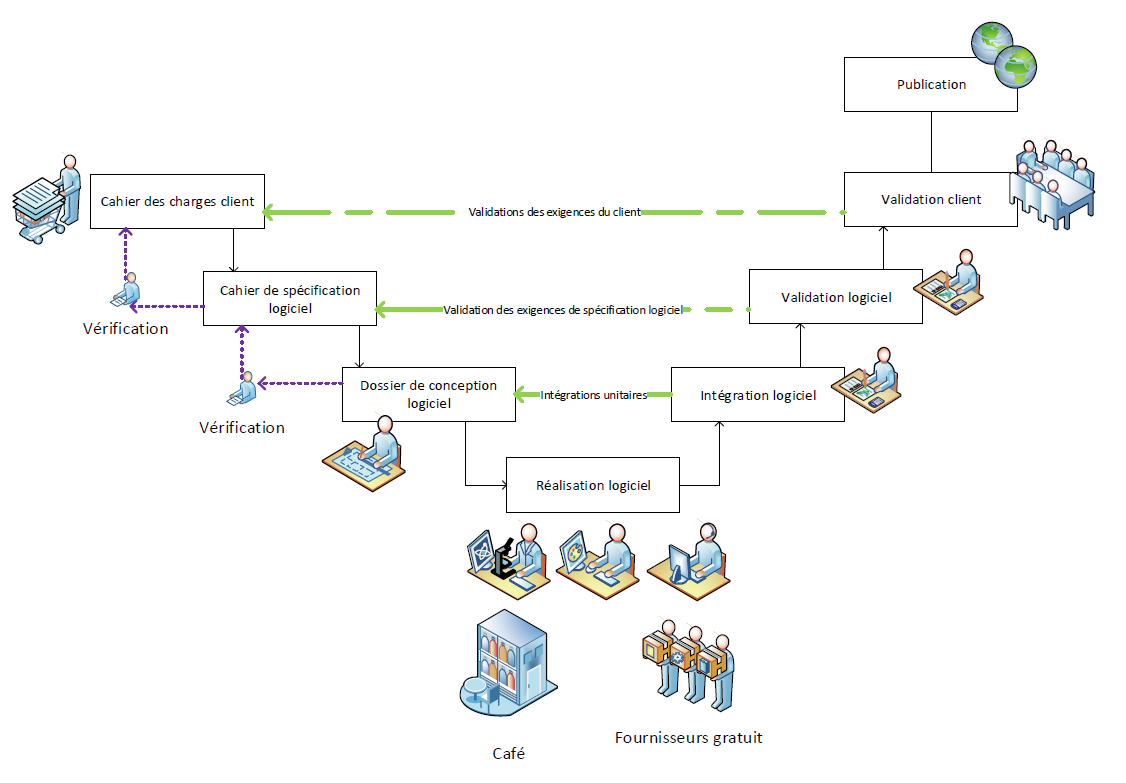 Publication
Cahier des charges client
Validations des exigences du client
Validation client
Cahier de spécification
logiciel
Validation des exigences de spécification logiciel
Validation logiciel
Vérification
Dossier de conception
logiciel
Intégrations unitaires
Intégration logiciel
Vérification
Réalisation logiciel
Café
Fournisseurs gratuit